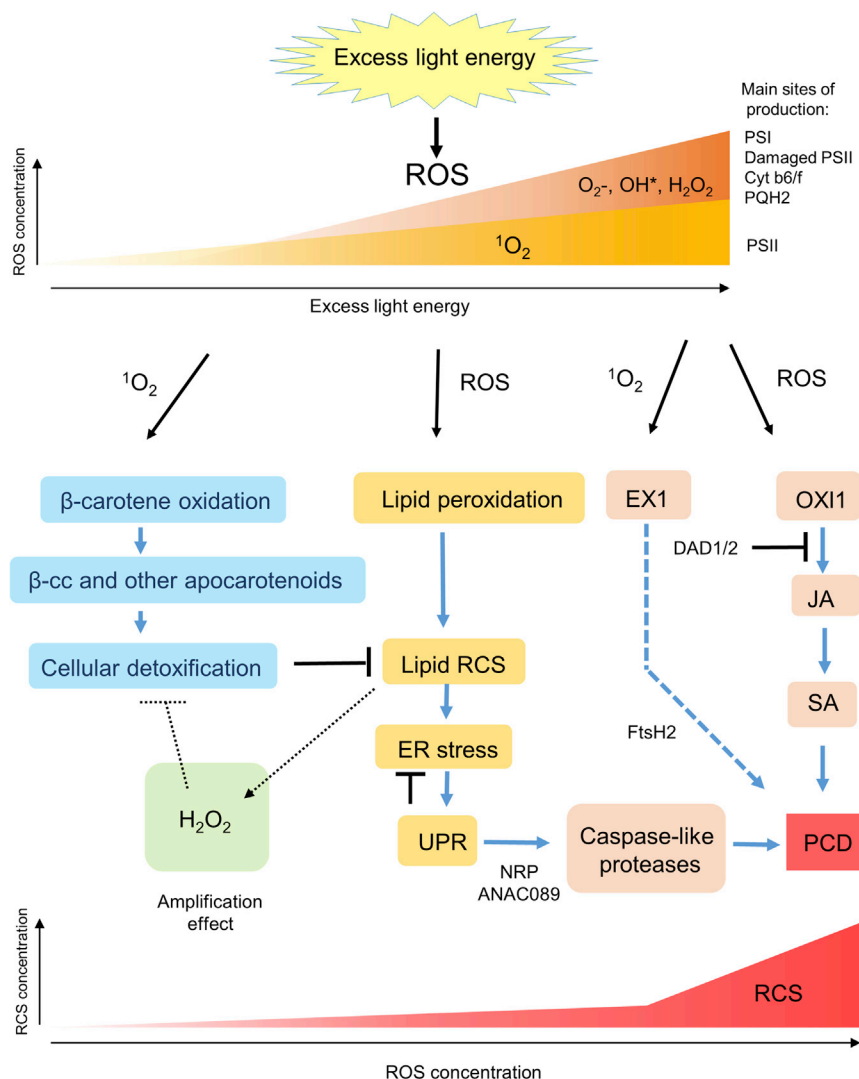 Excess light energy
Main sites of
production:
ROS
PSI
Damaged PSII
Cyt b6/f
PQH2
O₂-, OH*, H₂O₂
¹O₂
PSII
ROS concentration
Excess light energy
¹O₂
ROS
¹O₂
ROS
β-carotene oxidation
Lipid peroxidation
EX1
OXI1
DAD1/2
β-cc and other apocarotenoids
JA
Cellular detoxification
Lipid RCS
SA
FtsH2
ER stress
H₂O₂
UPR
Caspase-like
proteases
PCD
NRP
ANAC089
Amplification
effect
RCS concentration
RCS
ROS concentration